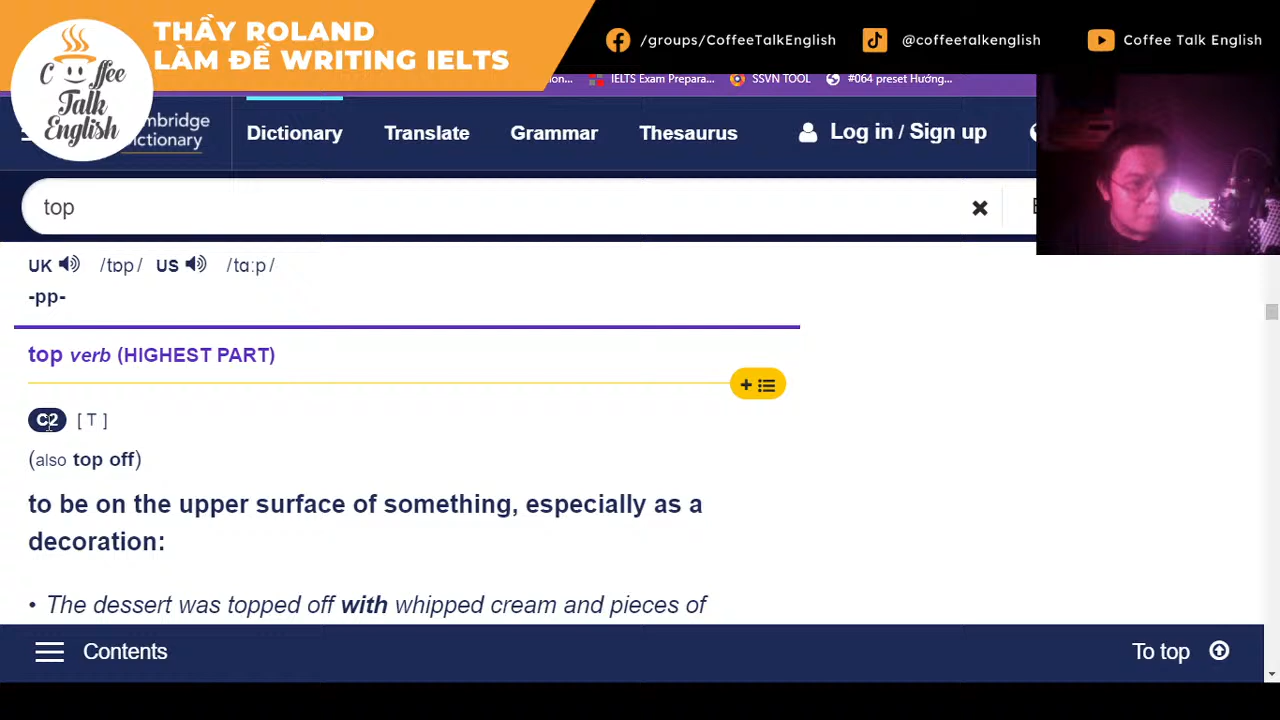 THẦY ROLAND
LÀM ĐỀ WRITING IELTS
/groups/CoffeeTalkEnglish
@coffeetalkenglish
Coffee Talk English
Coffee
Talk
English
IELTS Exam Prepara...
SSVN TOOL
#064 preset Hướng...
Dictionary
Translate
Grammar
Thesaurus
Log in / Sign up
top
UK /tɒp/ US /tɑːp/
-pp-
top verb (HIGHEST PART)
C2 [ T ]
(also top off)
to be on the upper surface of something, especially as a
decoration:
• The dessert was topped off with whipped cream and pieces of
Contents
To top